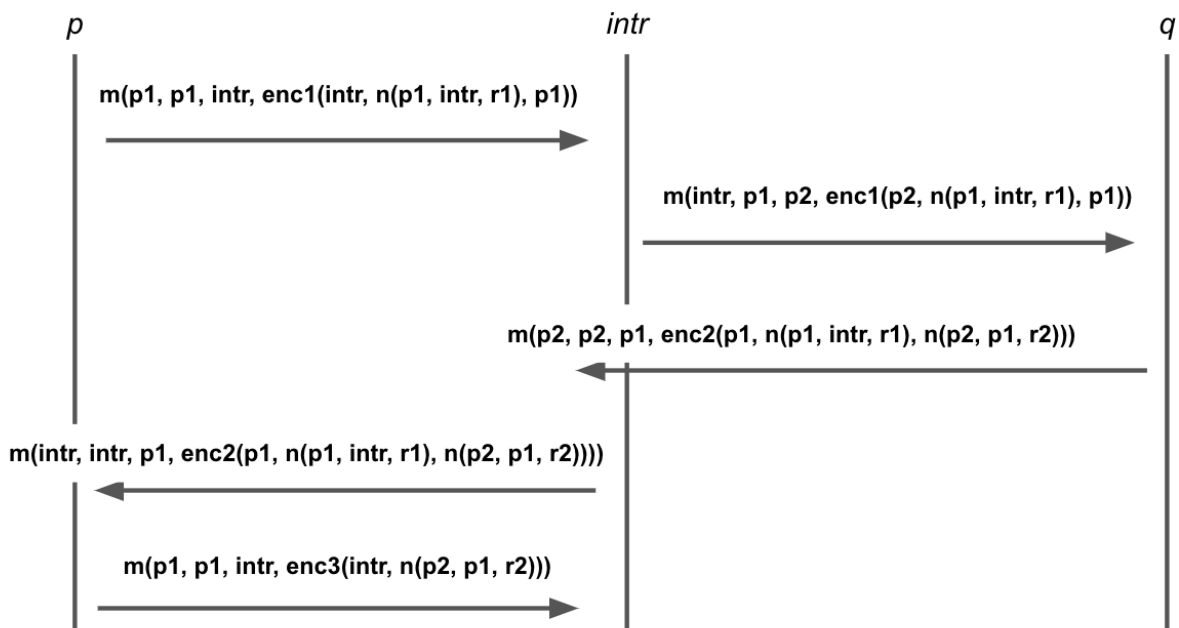 p intr q
m(p1, p1, intr, enc1(intr, n(p1, intr, r1), p1))
m(intr, p1, p2, enc1(p2, n(p1, intr, r1), p1))
m(p2, p2, p1, enc2(p1, n(p1, intr, r1), n(p2, p1, r2)))
m(intr, intr, p1, enc2(p1, n(p1, intr, r1), n(p2, p1, r2))))
m(p1, p1, intr, enc3(intr, n(p2, p1, r2)))